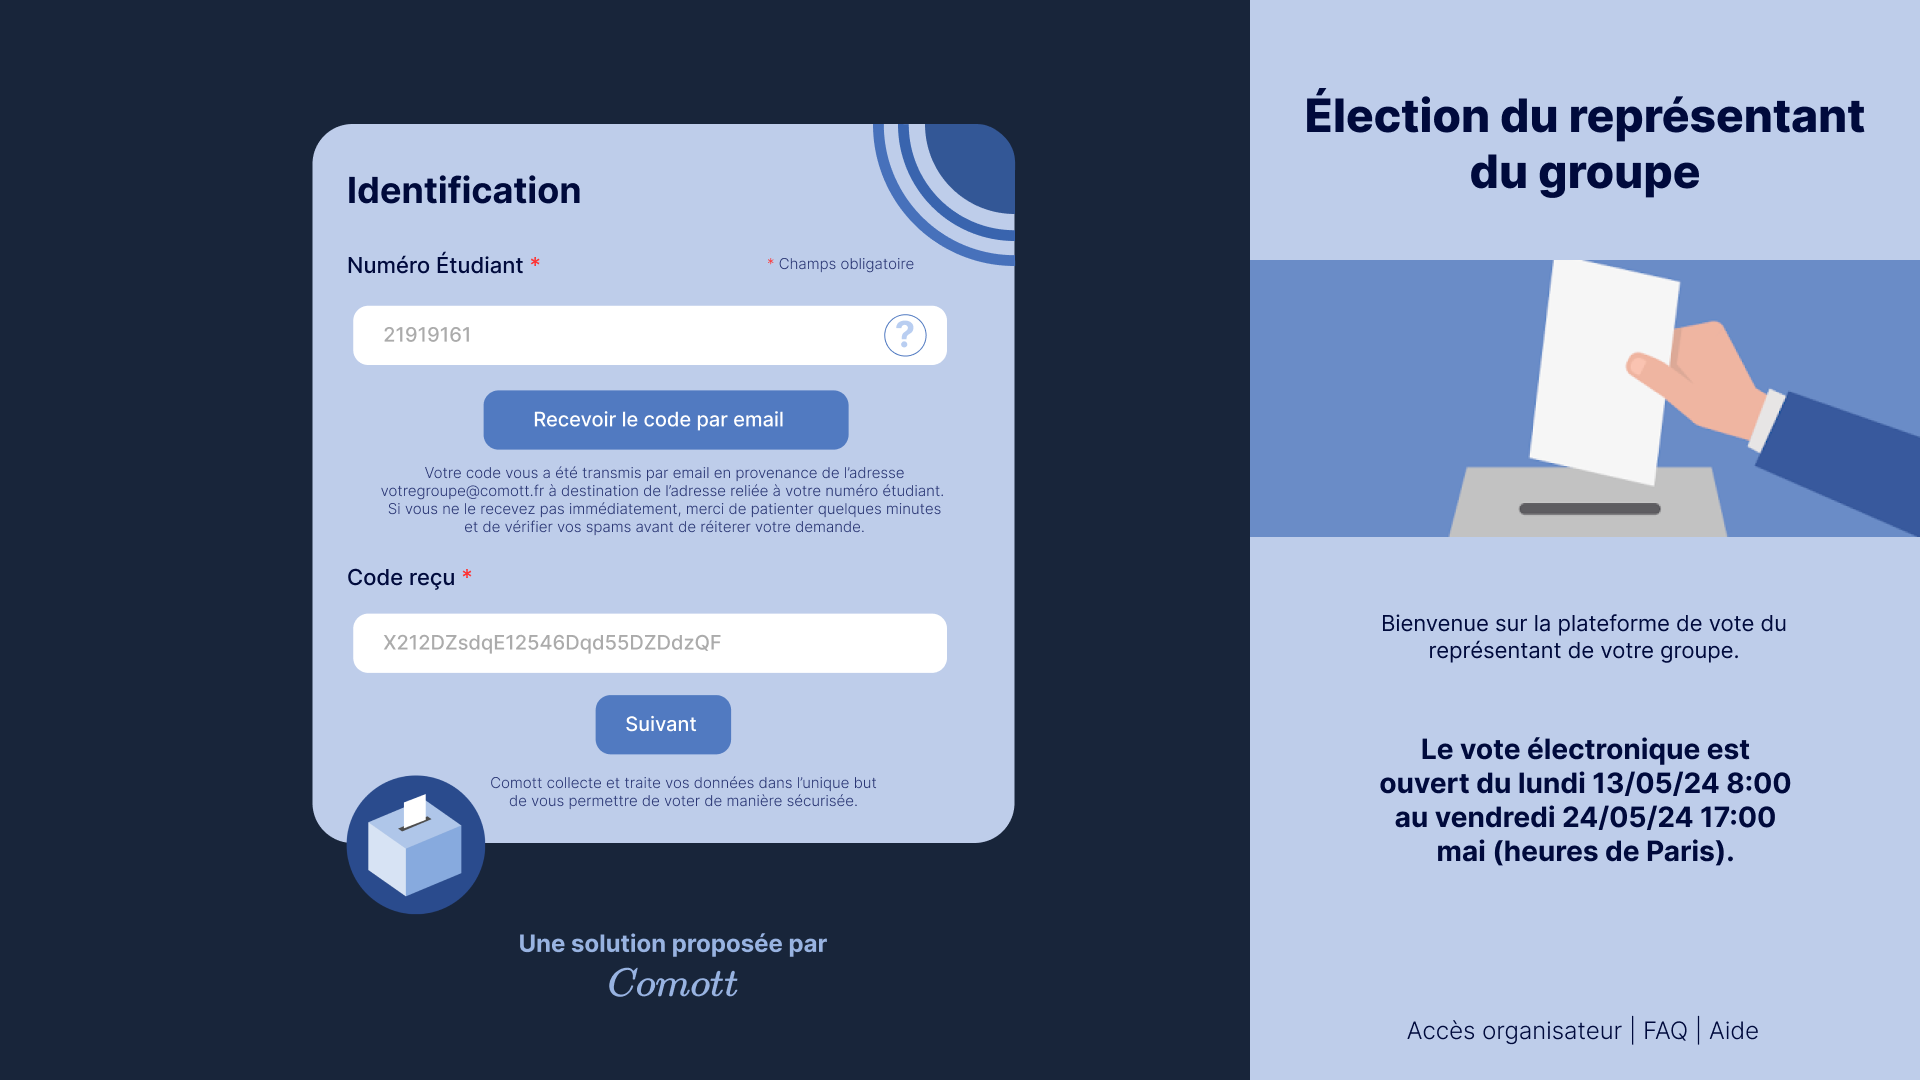 Identification
Numéro Étudiant *
* Champs obligatoire
21919161
?
Recevoir le code par email
Votre code vous a été transmis par email en provenance de l’adresse
votregroupe@comott.fr à destination de l’adresse reliée à votre numéro étudiant.
Si vous ne le recevez pas immédiatement, merci de patienter quelques minutes
et de vérifier vos spams avant de réiterer votre demande.
Code reçu *
X212DZsdqE12546Dqd55DZDdzQF
Suivant
Comott collecte et traite vos données dans l’unique but
de vous permettre de voter de manière sécurisée.
Une solution proposée par
Comott
Élection du représentant
du groupe
Bienvenue sur la plateforme de vote du
représentant de votre groupe.
Le vote électronique est
ouvert du lundi 13/05/24 8:00
au vendredi 24/05/24 17:00
mai (heures de Paris).
Accès organisateur | FAQ | Aide